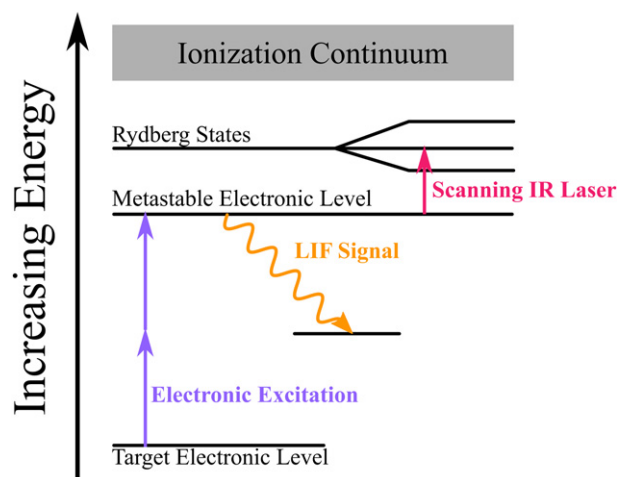 Increasing Energy
Ionization Continuum
Rydberg States
Metastable Electronic Level
Scanning IR Laser
LIF Signal
Electronic Excitation
Target Electronic Level